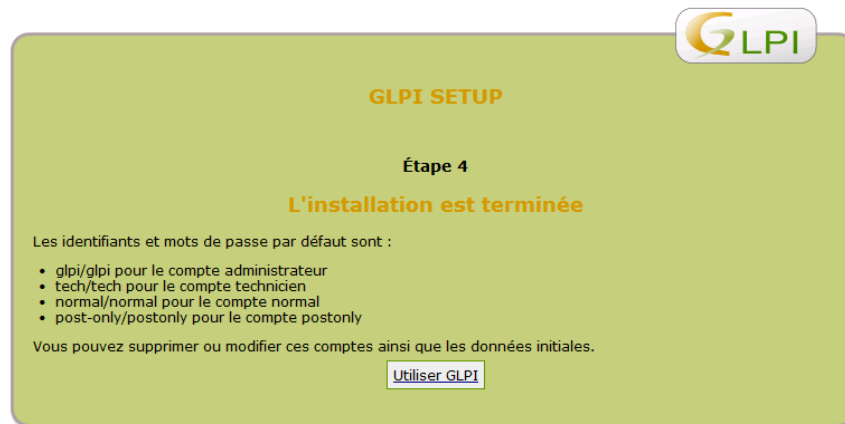 GLPI
GLPI SETUP
Étape 4
L'installation est terminée
Les identifiants et mots de passe par défaut sont :
• glpi/glpi pour le compte administrateur
• tech/tech pour le compte technicien
• normal/normal pour le compte normal
• post-only/postonly pour le compte postonly
Vous pouvez supprimer ou modifier ces comptes ainsi que les données initiales.
Utiliser GLPI